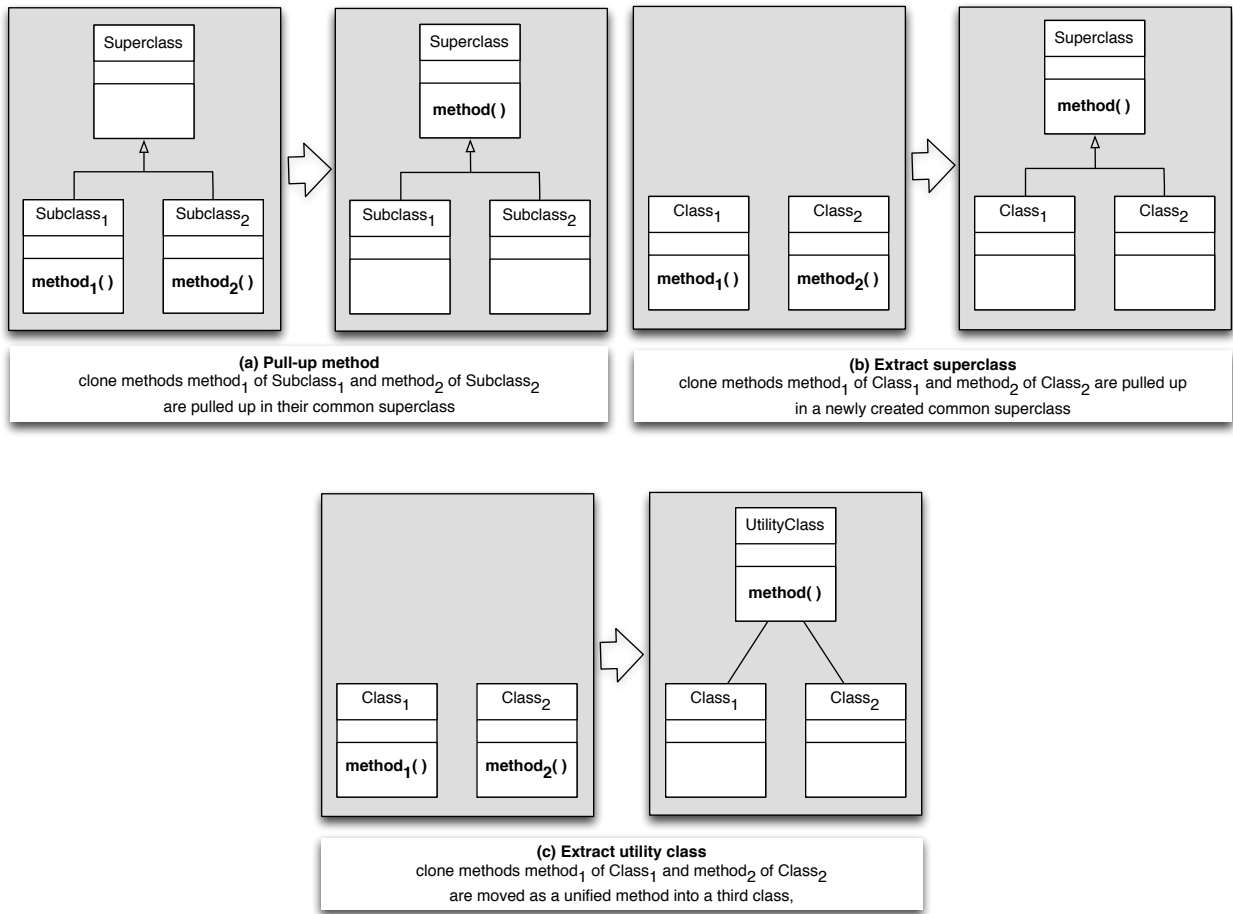 Superclass
Superclass
method( )
Subclass1
Subclass2
method1( )
method2( )
Subclass1
Subclass2
(a) Pull-up method
clone methods method1 of Subclass1 and method2 of Subclass2
are pulled up in their common superclass
Superclass
method( )
Class1
Class2
method1( )
method2( )
Class1
Class2
(b) Extract superclass
clone methods method1 of Class1 and method2 of Class2 are pulled up
in a newly created common superclass
UtilityClass
method( )
Class1
Class2
method1( )
method2( )
Class1
Class2
(c) Extract utility class
clone methods method1 of Class1 and method2 of Class2
are moved as a unified method into a third class,